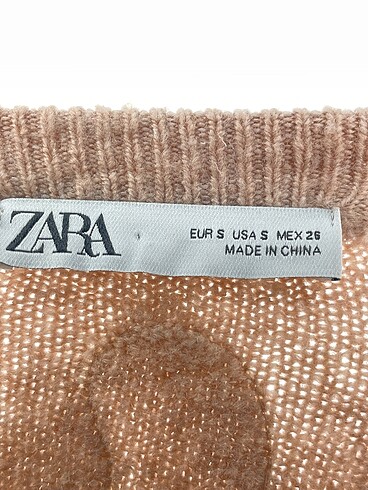 ZARA
EUR S USA S MEX 26
MADE IN CHINA